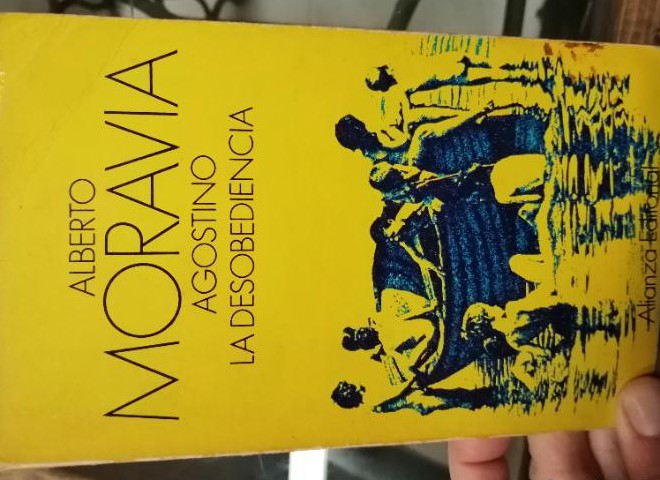 ALBERTO
MORAVIA
AGOSTINO
LA DESOBEDIENCIA
Alianza Editorial